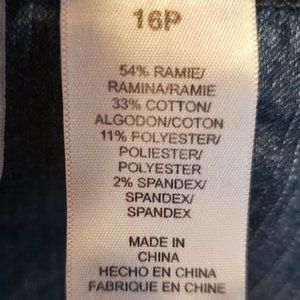 16P
54% RAMIE/
RAMINA/RAMIE
33% COTTON/
ALGODON/COTON
11% POLYESTER/
POLIESTER/
POLYESTER
2% SPANDEX/
SPANDEX/
SPANDEX
MADE IN
CHINA
HECHO EN CHINA
FABRIQUE EN CHINE